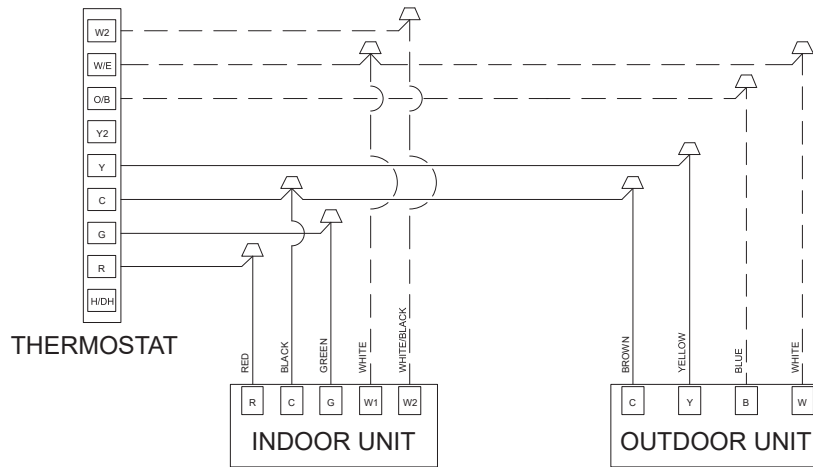 W2
W/E
O/B
Y2
Y
C
G
R
H/DH
THERMOSTAT
RED
BLACK
GREEN
WHITE
WHITE/BLACK
BROWN
YELLOW
BLUE
WHITE
R
C
G
W1
W2
C
Y
B
W
INDOOR UNIT
OUTDOOR UNIT